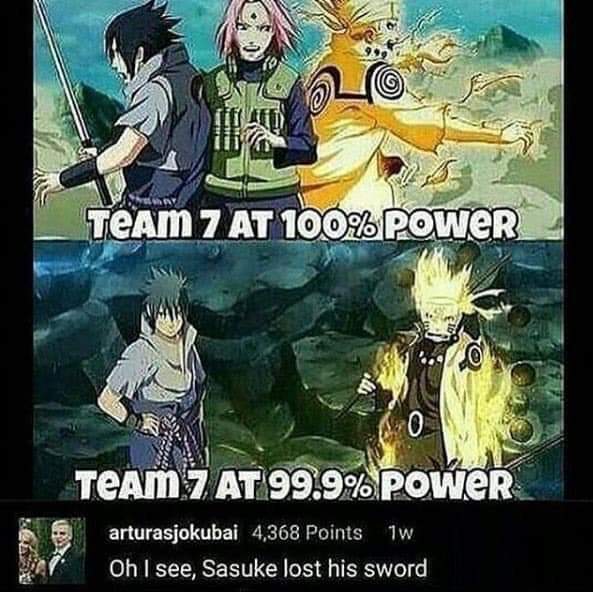 TEAM 7 AT 100% POWER
TEAM 7 AT 99.9% POWER
arturasjokubai 4,368 Points 1w
Oh I see, Sasuke lost his sword